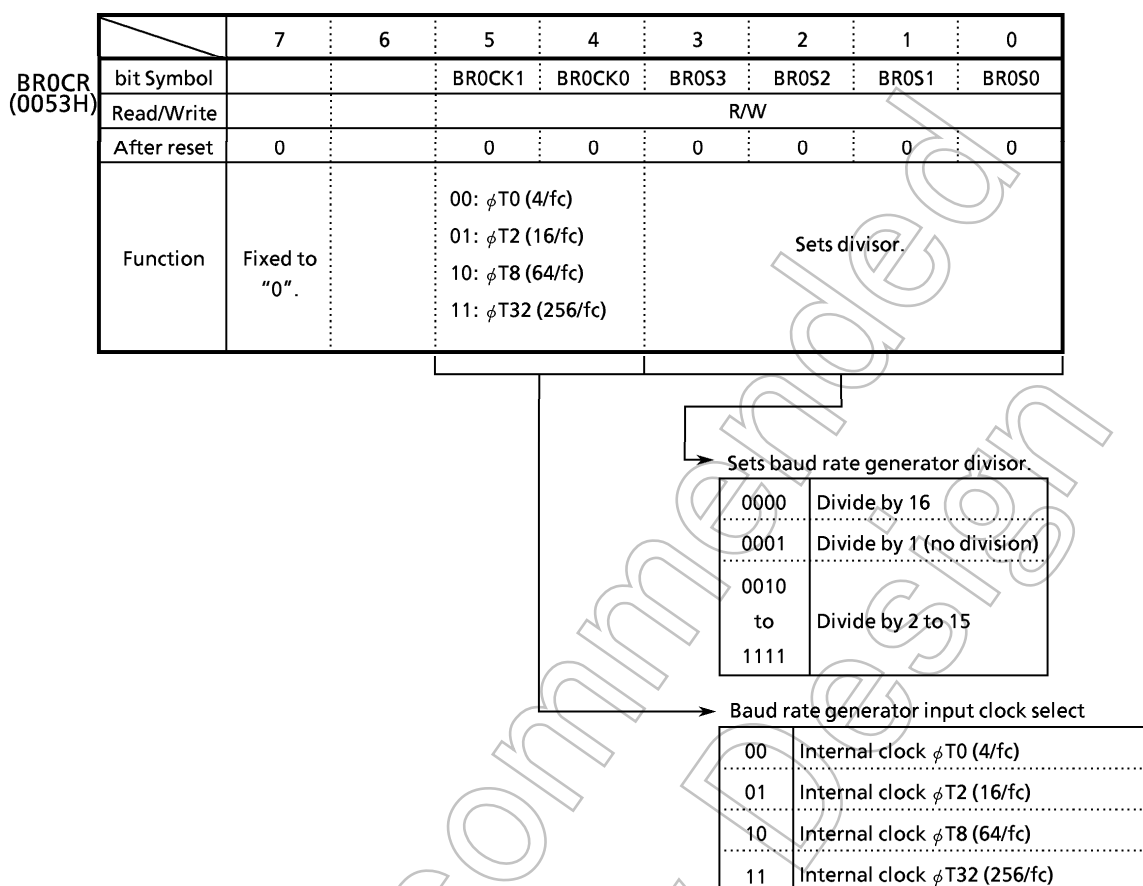 7 6 5 4 3 2 1 0
BR0CR
(0053H)
bit Symbol BR0CK1 BR0CK0 BR0S3 BR0S2 BR0S1 BR0S0
Read/Write R/W
After reset 0 0 0 0 0 0 0
Function
Fixed to
“0”.
00: φT0 (4/fc)
01: φT2 (16/fc)
10: φT8 (64/fc)
11: φT32 (256/fc)
Sets divisor.
Sets baud rate generator divisor.
0000 Divide by 16
0001 Divide by 1 (no division)
0010
to Divide by 2 to 15
1111
Baud rate generator input clock select
00 Internal clock φT0 (4/fc)
01 Internal clock φT2 (16/fc)
10 Internal clock φT8 (64/fc)
11 Internal clock φT32 (256/fc)
ommended
Design